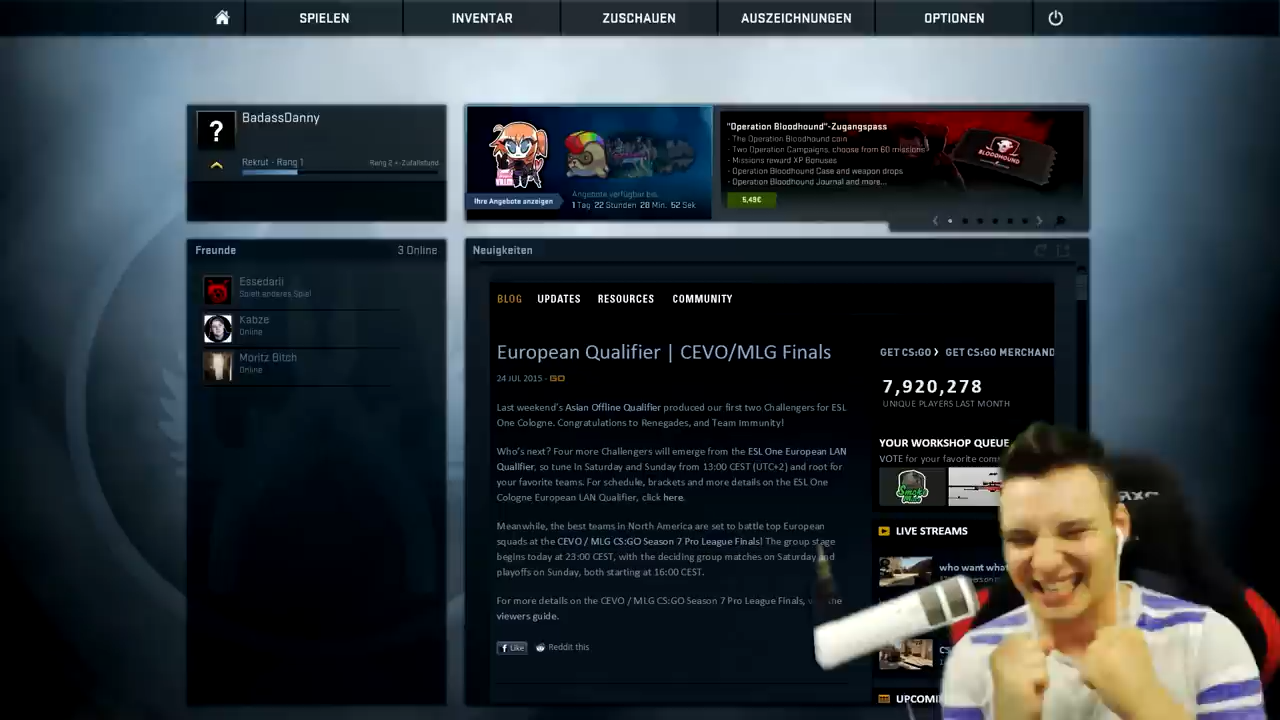 SPIELEN
INVENTAR
ZUSCHAUEN
AUSZEICHNUNGEN
OPTIONEN
BadassDanny
?
Rekrut - Rang 1
Ihre Angebote anzeigen
Angebote verfügbar bis:
1 Tag 22 Stunden 28 Min. 52 Sek
"Operation Bloodhound"-Zugangspass
- The Operation Bloodhound coin
- Two Operation Campaigns, choose from 60 missions
- Missions reward XP Bonuses
- Operation Bloodhound Case and weapon drops
- Operation Bloodhound Journal and more...
5,49€
BLOODHOUND
Freunde
3 Online
Essedarii
Spielt anderes Spiel
Kabze
Online
Moritz Bitch
Online
Neuigkeiten
BLOG
UPDATES
RESOURCES
COMMUNITY
European Qualifier | CEVO/MLG Finals
24 JUL 2015 - GO
Last weekend's Asian Offline Qualifier produced our first two Challengers for ESL
One Cologne. Congratulations to Renegades, and Team Immunity!
Who's next? Four more Challengers will emerge from the ESL One European LAN
Qualifier, so tune in Saturday and Sunday from 13:00 CEST (UTC+2) and root for
your favorite teams. For schedule, brackets and more details on the ESL One
Cologne European LAN Qualifier, click here.
Meanwhile, the best teams in North America are set to battle top European
squads at the CEVO / MLG CS:GO Season 7 Pro League Finals! The group stage
begins today at 23:00 CEST, with the deciding group matches on Saturday and
playoffs on Sunday, both starting at 16:00 CEST.
For more details on the CEVO / MLG CS:GO Season 7 Pro League Finals, the
viewers guide.
Like
Reddit this
GET CS:GO
GET CS:GO MERCHAND
7,920,278
UNIQUE PLAYERS LAST MONTH
YOUR WORKSHOP QUEUE
VOTE for your favorite com
LIVE STREAMS
who want what
CS
UPCOMI